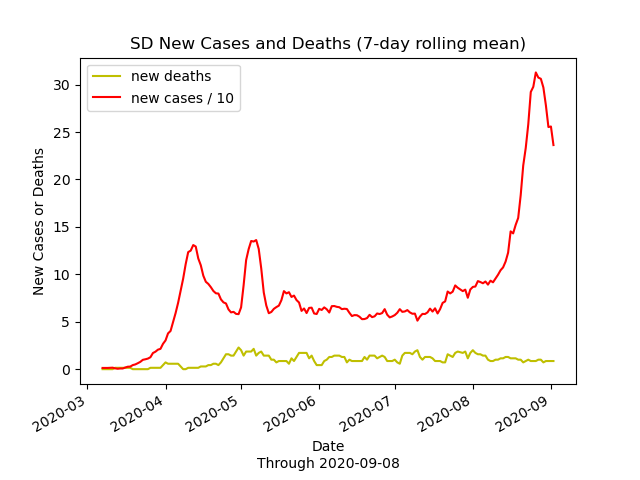 SD New Cases and Deaths (7-day rolling mean)
new deaths
new cases / 10
New Cases or Deaths
30
25
20
15
10
5
0
2020-03
2020-04
2020-05
2020-06
2020-07
2020-08
2020-09
Date
Through 2020-09-08